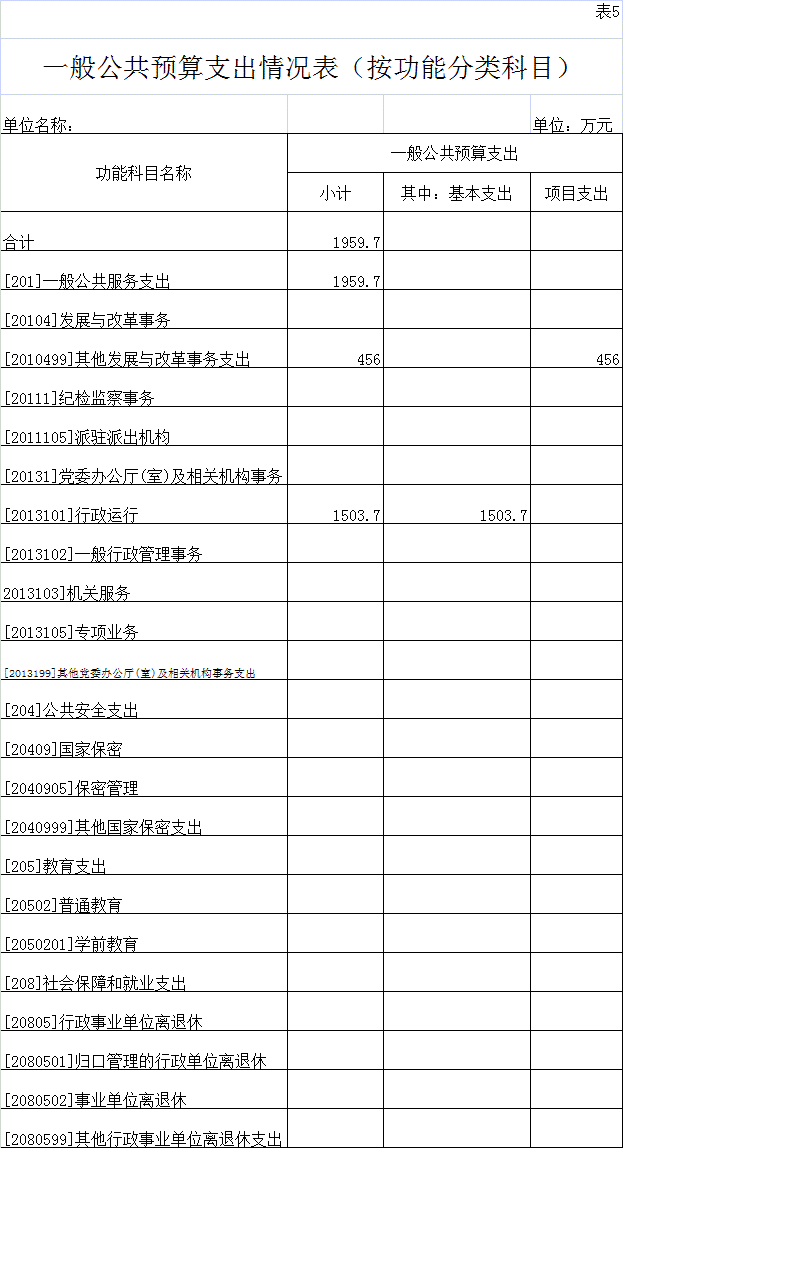 表5
一般公共预算支出情况表（按功能分类科目）
单位名称： 单位：万元
功能科目名称 一般公共预算支出
小计 其中：基本支出 项目支出
合计 1959.7
[201]一般公共服务支出 1959.7
[20104]发展与改革事务
[2010499]其他发展与改革事务支出 456 456
[20111]纪检监察事务
[2011105]派驻派出机构
[20131]党委办公厅(室)及相关机构事务
[2013101]行政运行 1503.7 1503.7
[2013102]一般行政管理事务
2013103]机关服务
[2013105]专项业务
[2013199]其他党委办公厅(室)及相关机构事务支出
[204]公共安全支出
[20409]国家保密
[2040905]保密管理
[2040999]其他国家保密支出
[205]教育支出
[20502]普通教育
[2050201]学前教育
[208]社会保障和就业支出
[20805]行政事业单位离退休
[2080501]归口管理的行政单位离退休
[2080502]事业单位离退休
[2080599]其他行政事业单位离退休支出